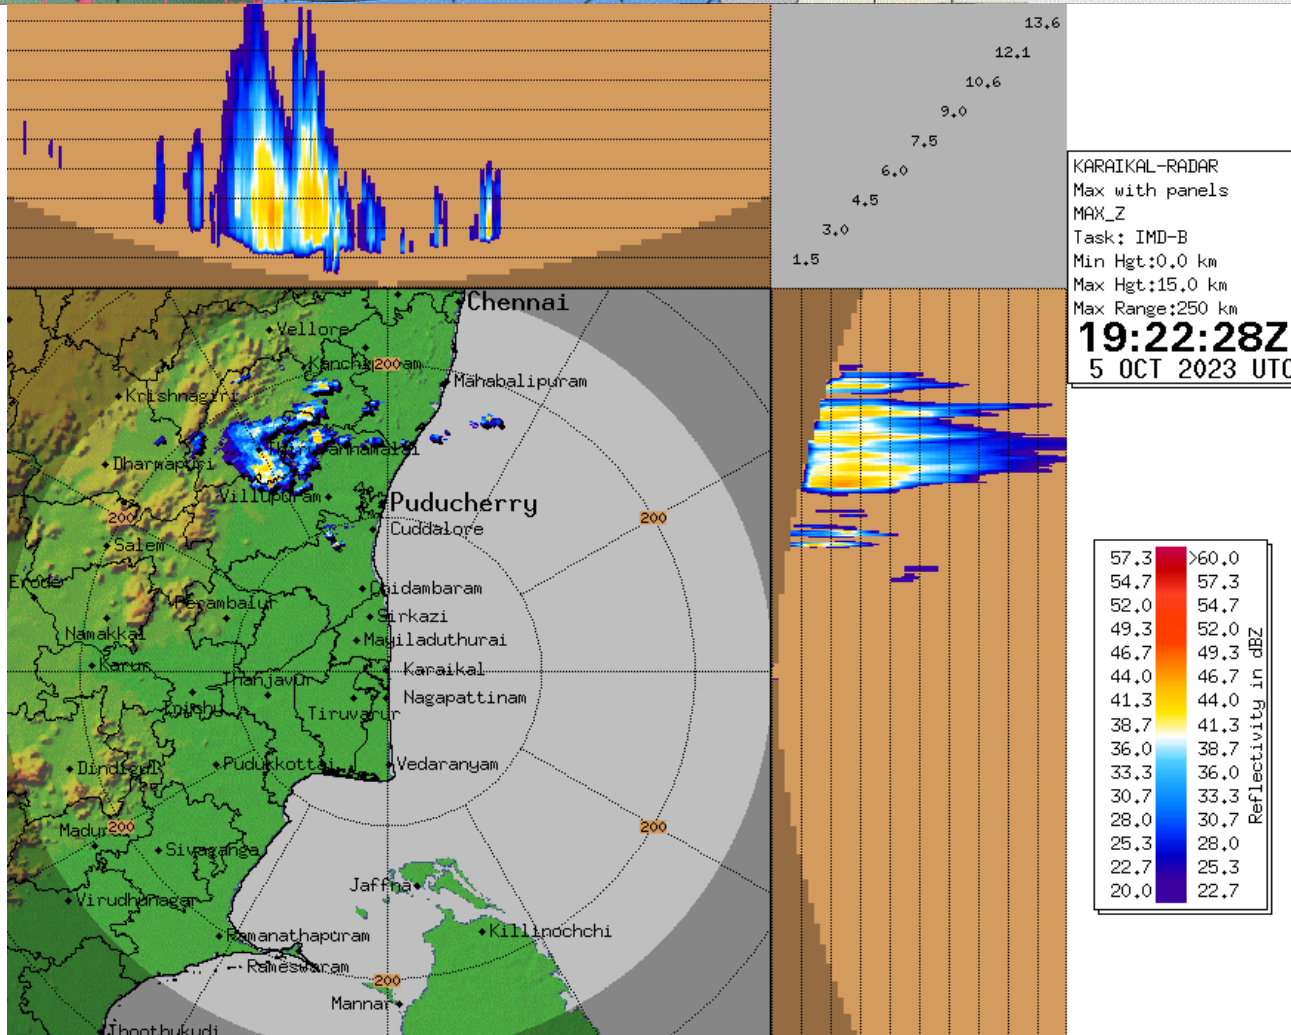 13.6
12.1
10.6
9.0
7.5
6.0
4.5
3.0
1.5
KARAIKAL-RADAR
Max with panels
MAX_Z
Task: IMD-B
Min Hgt:0.0 km
Max Hgt:15.0 km
Max Range:250 km
19:22:28Z
5 OCT 2023 UTC
Chennai
Vellore
200
Mahabalipuram
Krishnagiri
Dharmapuri
Villupuram
Puducherry
200
200
Cuddalore
Salem
Erode
Chidambaram
Perambalur
Sirkazi
Namakkal
Mayiladuthurai
Karur
Karaikal
Thanjavur
Nagapattinam
Tiruvarur
Dindigul
Pudukkottai
Vedaranyam
200
200
Sivaganga
Jaffna
Virudhunagar
Ramanathapuram
Killinochchi
Rameswaram
200
Mannar
Thoothukudi
57.3 >60.0
54.7 57.3
52.0 54.7
49.3 52.0
46.7 49.3
44.0 46.7
41.3 44.0
38.7 41.3
36.0 38.7
33.3 36.0
30.7 33.3
28.0 30.7
25.3 28.0
22.7 25.3
20.0 22.7
Reflectivity in dBZ